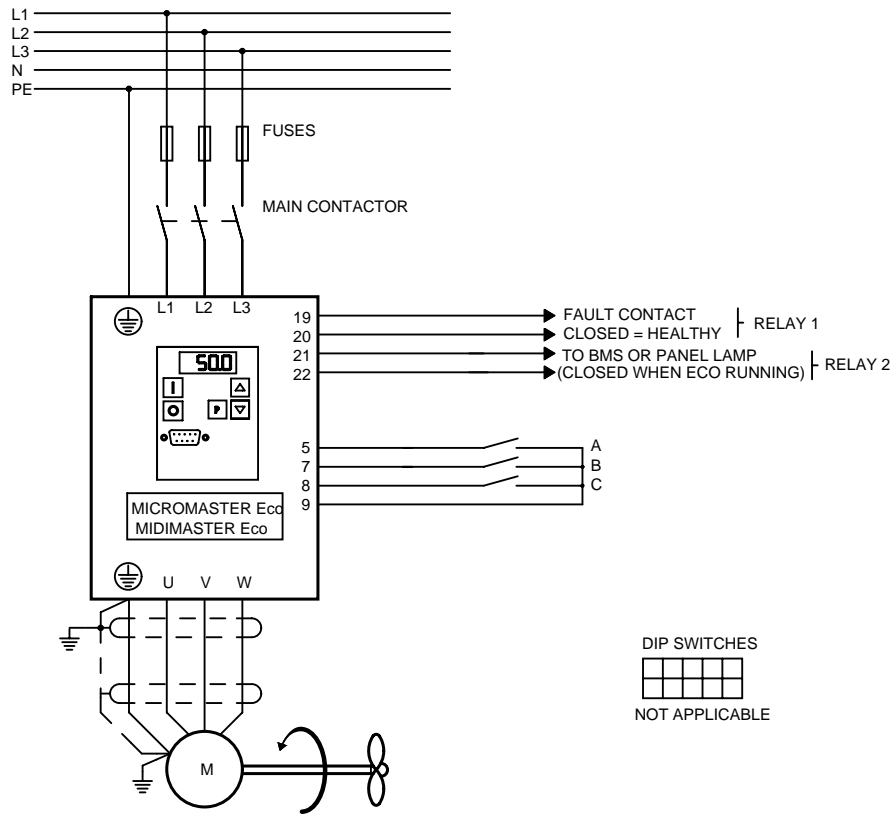 L1
L2
L3
N
PE
FUSES
MAIN CONTACTOR
L1 L2 L3
19 FAULT CONTACT
RELAY 1
20 CLOSED = HEALTHY
21 TO BMS OR PANEL LAMP
RELAY 2
22 (CLOSED WHEN ECO RUNNING)
50.0
P
5 A
7 B
8 C
9
MICROMASTER Eco
MIDIMASTER Eco
U V W
DIP SWITCHES
NOT APPLICABLE
M